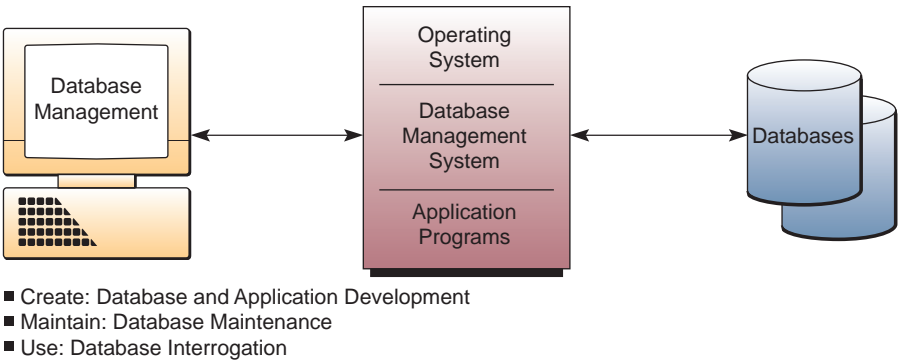 Database
Management
Operating
System
Database
Management
System
Application
Programs
Databases
Create: Database and Application Development
Maintain: Database Maintenance
Use: Database Interrogation